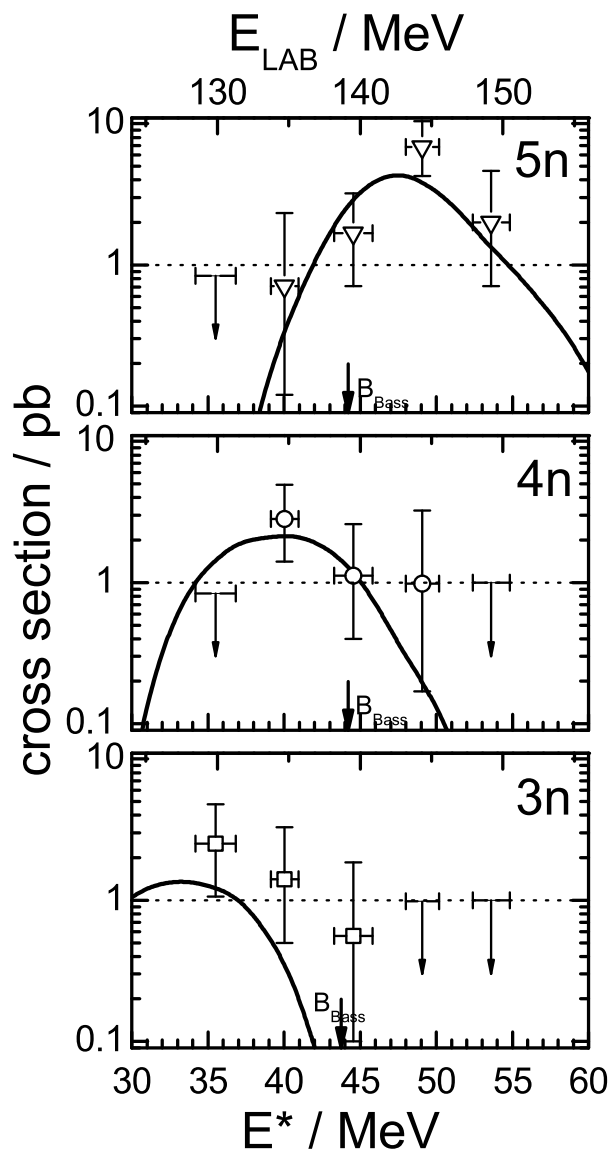 E_LAB / MeV
130 140 150
10
5n
1
B_Bass
0.1
10
4n
1
B_Bass
0.1
10
3n
1
B_Bass
0.1
30 35 40 45 50 55 60
E* / MeV
cross section / pb